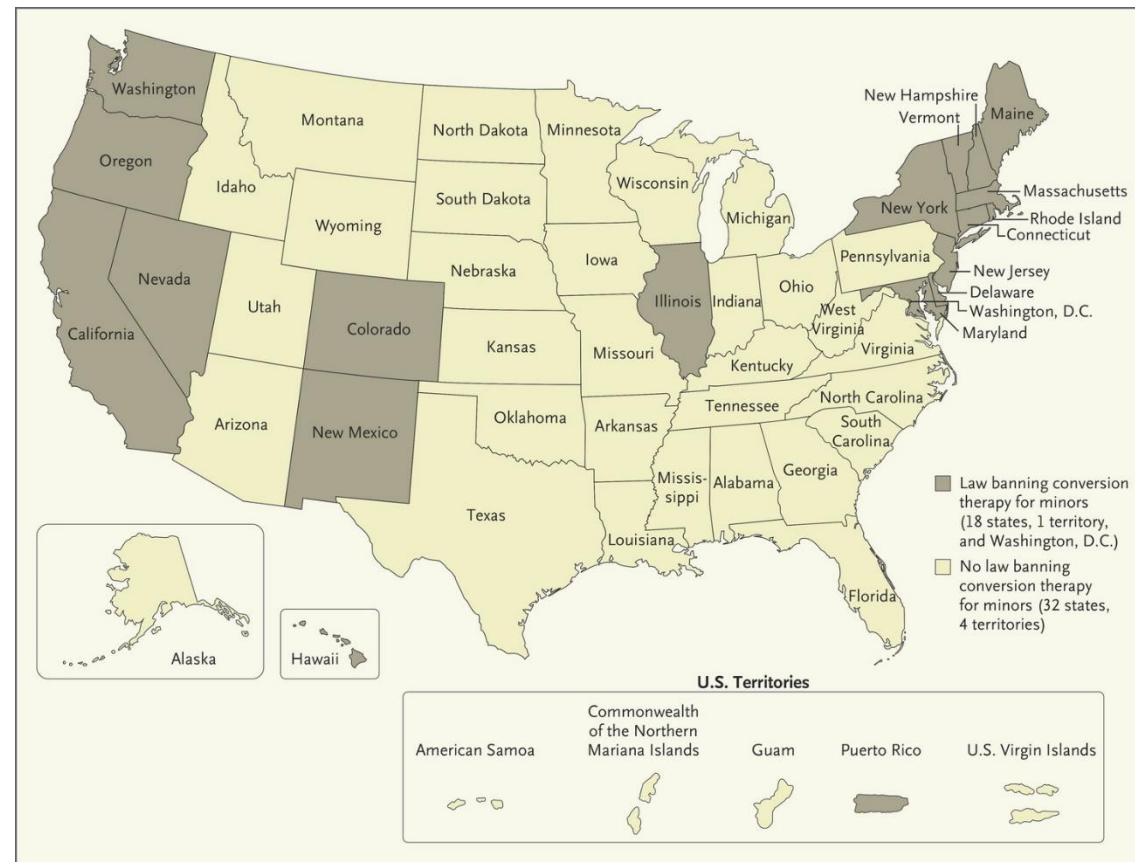 Washington
Montana
North Dakota
Minnesota
New Hampshire
Vermont
Maine
Oregon
Idaho
South Dakota
Wisconsin
Wyoming
Michigan
New York
Massachusetts
Rhode Island
Connecticut
Nevada
Nebraska
Iowa
Pennsylvania
California
Utah
Colorado
Illinois
Indiana
Ohio
New Jersey
Delaware
Washington, D.C.
Maryland
Kansas
Missouri
West
Virginia
Virginia
Kentucky
Arizona
New Mexico
Oklahoma
Arkansas
Tennessee
North Carolina
South
Carolina
Texas
Louisiana
Missis-
sippi
Alabama
Georgia
Florida
Law banning conversion
therapy for minors
(18 states, 1 territory,
and Washington, D.C.)
No law banning
conversion therapy
for minors (32 states,
4 territories)
Alaska
Hawaii
U.S. Territories
American Samoa
Commonwealth
of the Northern
Mariana Islands
Guam
Puerto Rico
U.S. Virgin Islands